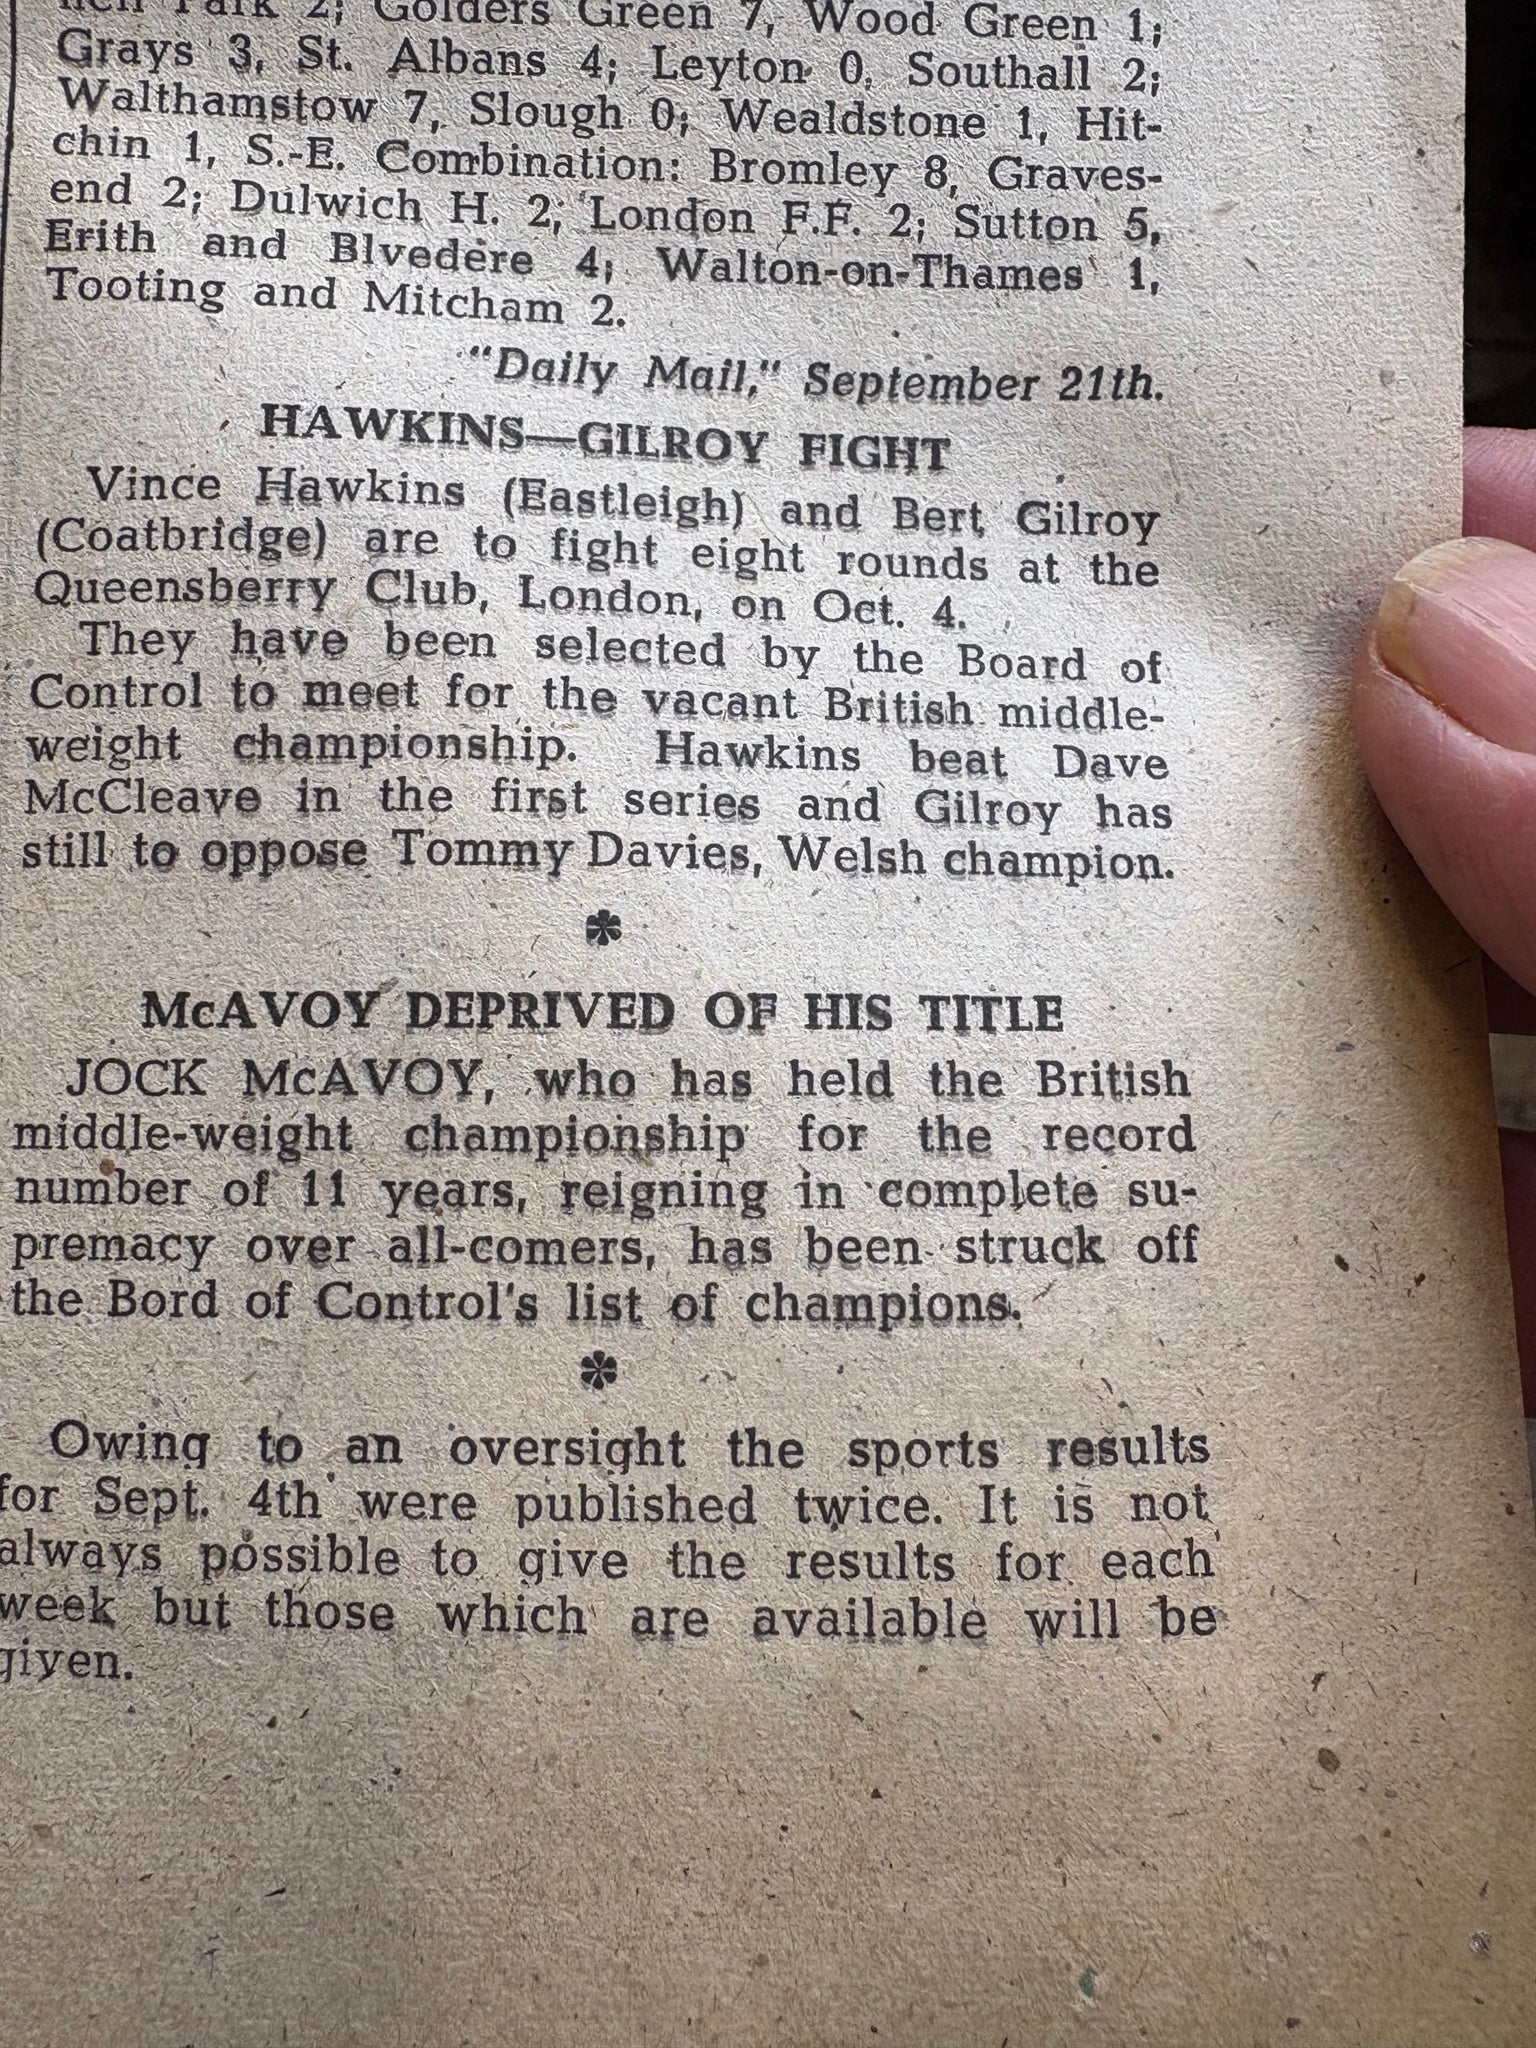 Park 2; Golders Green 7, Wood Green 1;
Grays 3, St. Albans 4; Leyton 0, Southall 2;
Walthamstow 7, Slough 0; Wealdstone 1, Hit-
chin 1, S.-E. Combination: Bromley 8, Graves-
end 2; Dulwich H. 2; London F.F. 2; Sutton 5,
Erith and Blvedere 4; Walton-on-Thames 1,
Tooting and Mitcham 2.
"Daily Mail," September 21th.
HAWKINS—GILROY FIGHT
Vince Hawkins (Eastleigh) and Bert Gilroy
(Coatbridge) are to fight eight rounds at the
Queensberry Club, London, on Oct. 4.
They have been selected by the Board of
Control to meet for the vacant British middle-
weight championship. Hawkins beat Dave
McCleave in the first series and Gilroy has
still to oppose Tommy Davies, Welsh champion.
McAVOY DEPRIVED OF HIS TITLE
JOCK McAVOY, who has held the British
middle-weight championship for the record
number of 11 years, reigning in complete su-
premacy over all-comers, has been struck off
the Bord of Control's list of champions.
Owing to an oversight the sports results
for Sept. 4th were published twice. It is not
always possible to give the results for each
week but those which are available will be
given.